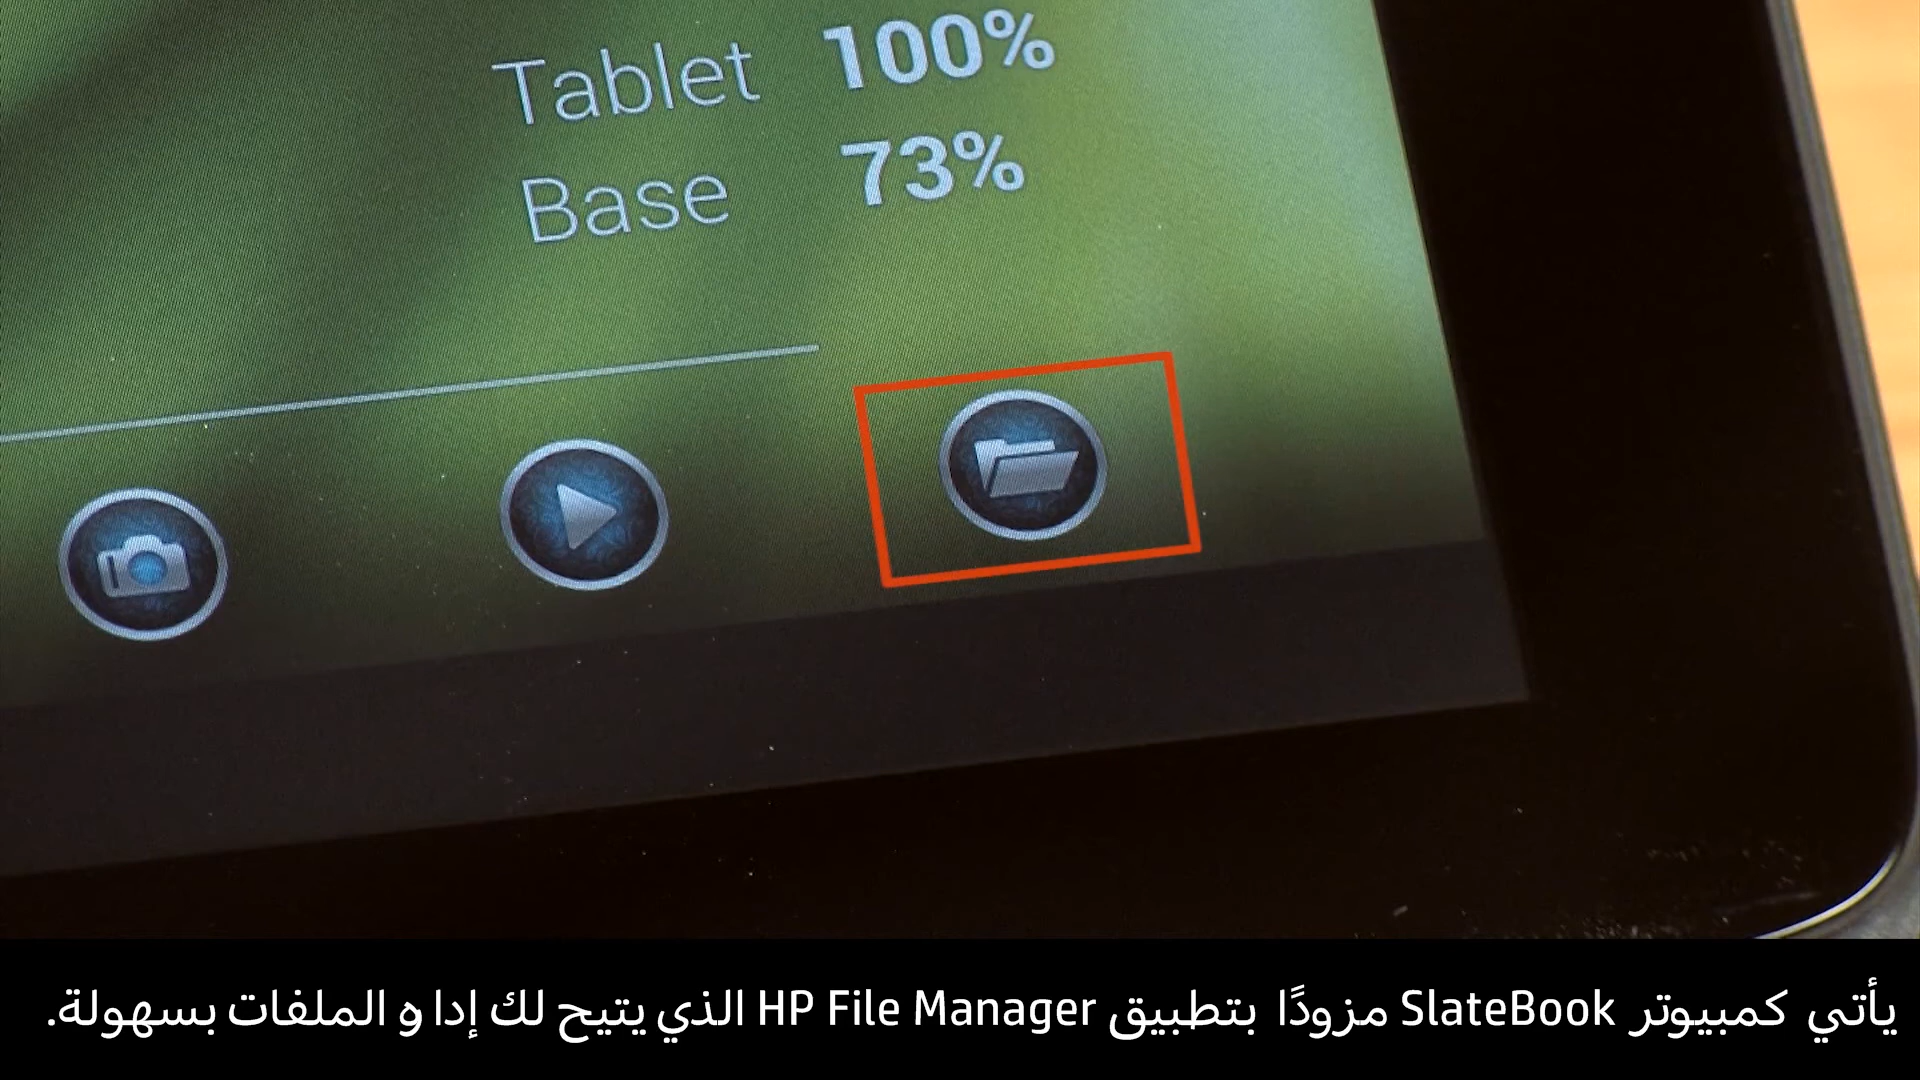 Tablet 100%
Base 73%
يأتي كمبيوتر SlateBook مزودًا بتطبيق HP File Manager الذي يتيح لك إدا و الملفات بسهولة.